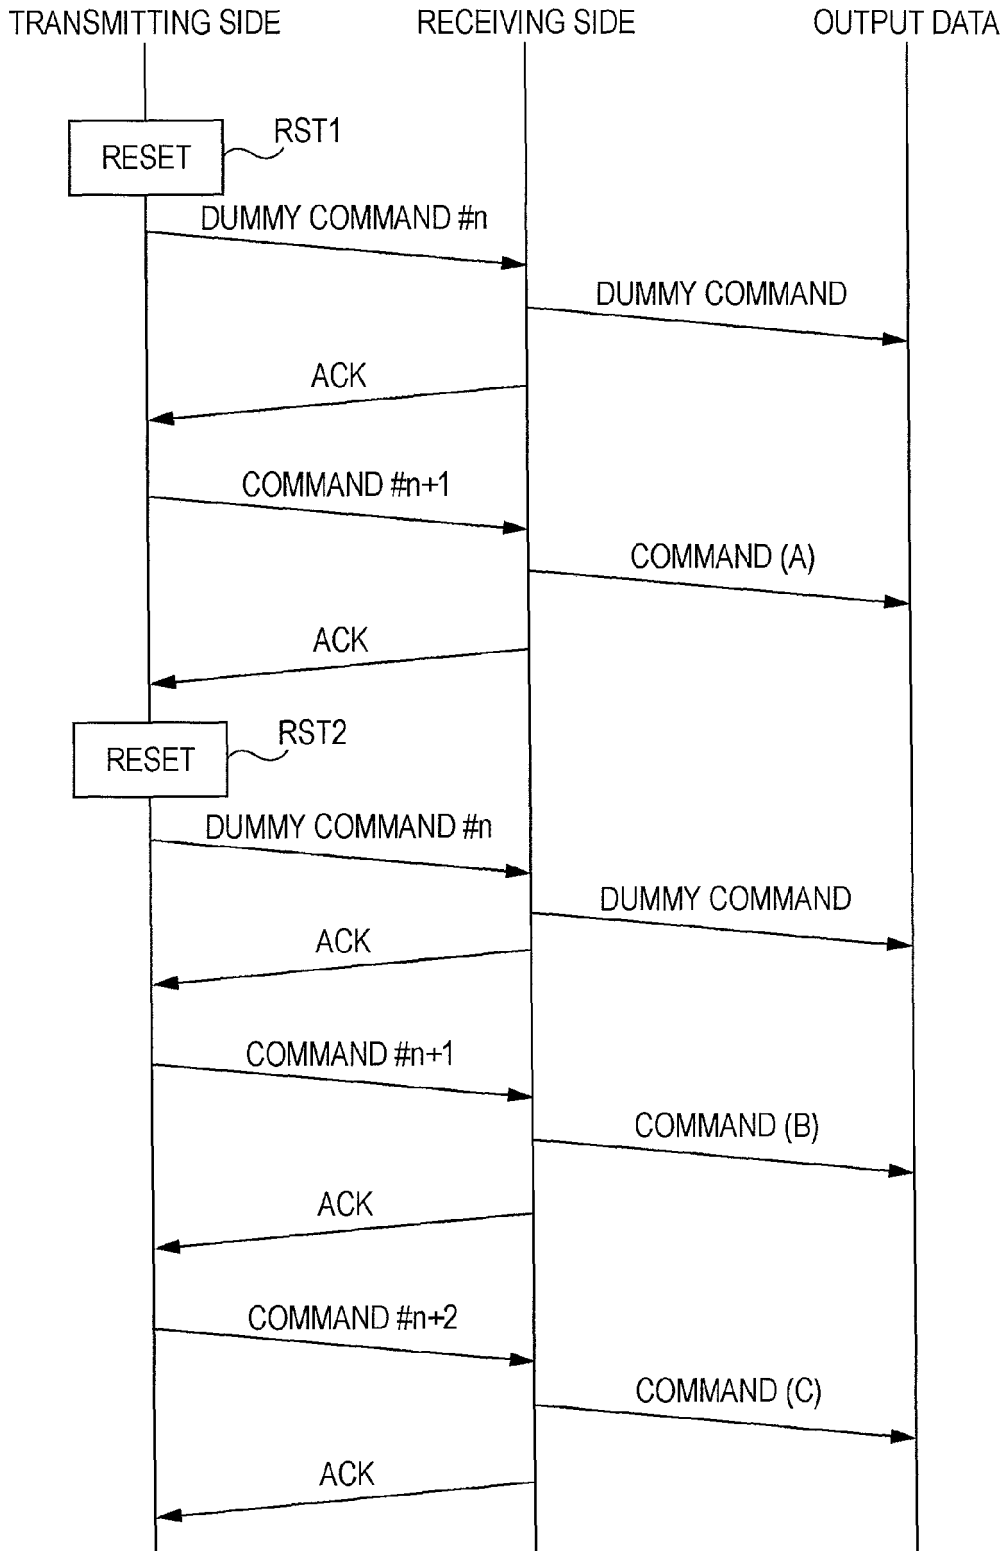 TRANSMITTING SIDE
RECEIVING SIDE
OUTPUT DATA
RESET
RST1
DUMMY COMMAND #n
DUMMY COMMAND
ACK
COMMAND #n+1
COMMAND (A)
ACK
RESET
RST2
DUMMY COMMAND #n
DUMMY COMMAND
ACK
COMMAND #n+1
COMMAND (B)
ACK
COMMAND #n+2
COMMAND (C)
ACK